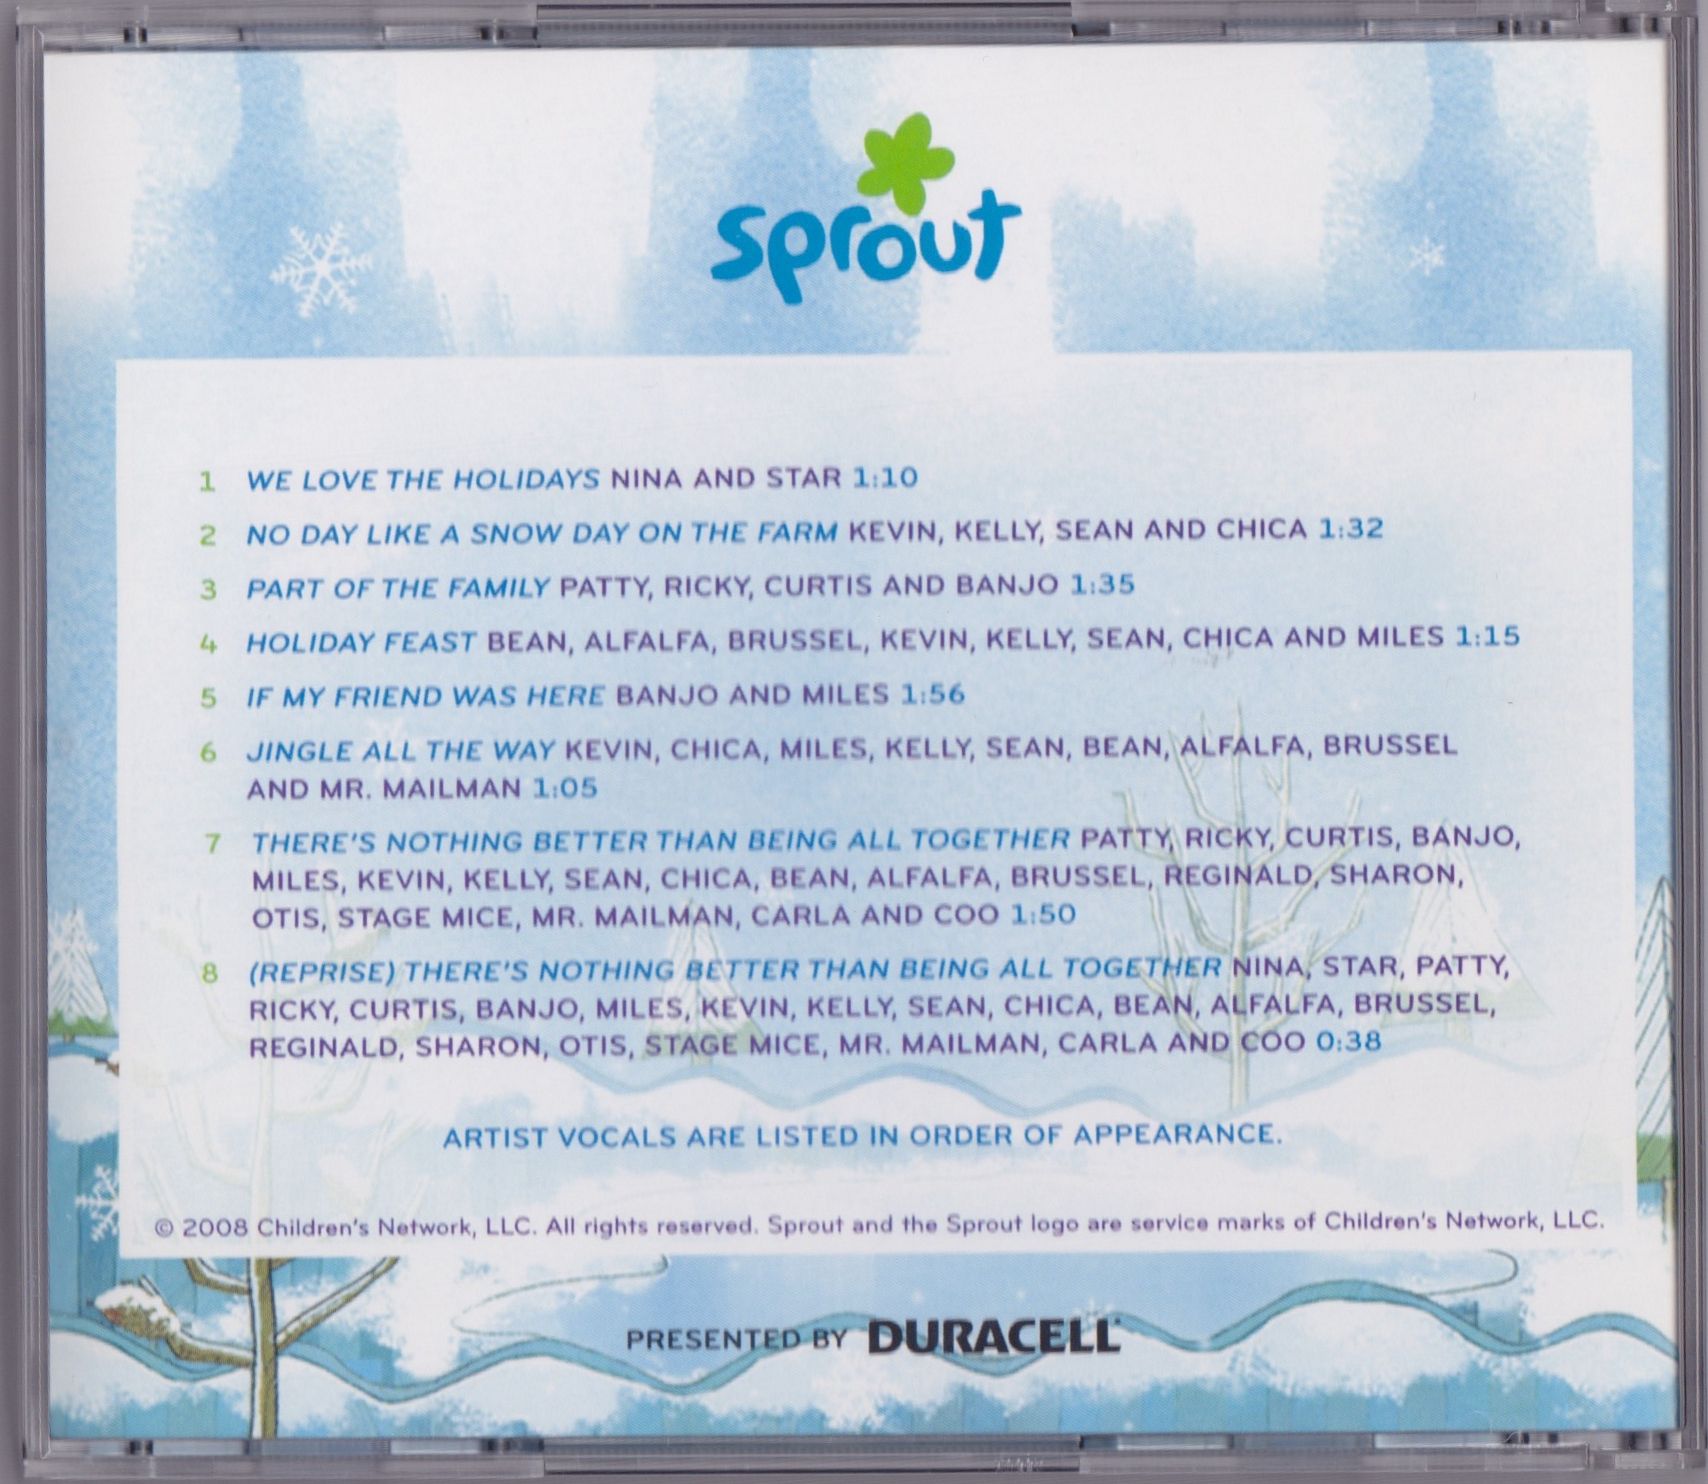 sprout
1 WE LOVE THE HOLIDAYS NINA AND STAR 1:10
2 NO DAY LIKE A SNOW DAY ON THE FARM KEVIN, KELLY, SEAN AND CHICA 1:32
3 PART OF THE FAMILY PATTY, RICKY, CURTIS AND BANJO 1:35
4 HOLIDAY FEAST BEAN, ALFALFA, BRUSSEL, KEVIN, KELLY, SEAN, CHICA AND MILES 1:15
5 IF MY FRIEND WAS HERE BANJO AND MILES 1:56
6 JINGLE ALL THE WAY KEVIN, CHICA, MILES, KELLY, SEAN, BEAN, ALFALFA, BRUSSEL
AND MR. MAILMAN 1:05
7 THERE'S NOTHING BETTER THAN BEING ALL TOGETHER PATTY, RICKY, CURTIS, BANJO,
MILES, KEVIN, KELLY, SEAN, CHICA, BEAN, ALFALFA, BRUSSEL, REGINALD, SHARON,
OTIS, STAGE MICE, MR. MAILMAN, CARLA AND COO 1:50
8 (REPRISE) THERE'S NOTHING BETTER THAN BEING ALL TOGETHER NINA, STAR, PATTY,
RICKY, CURTIS, BANJO, MILES, KEVIN, KELLY, SEAN, CHICA, BEAN, ALFALFA, BRUSSEL,
REGINALD, SHARON, OTIS, STAGE MICE, MR. MAILMAN, CARLA AND COO 0:38
ARTIST VOCALS ARE LISTED IN ORDER OF APPEARANCE.
© 2008 Children's Network, LLC. All rights reserved. Sprout and the Sprout logo are service marks of Children's Network, LLC.
PRESENTED BY DURACELL